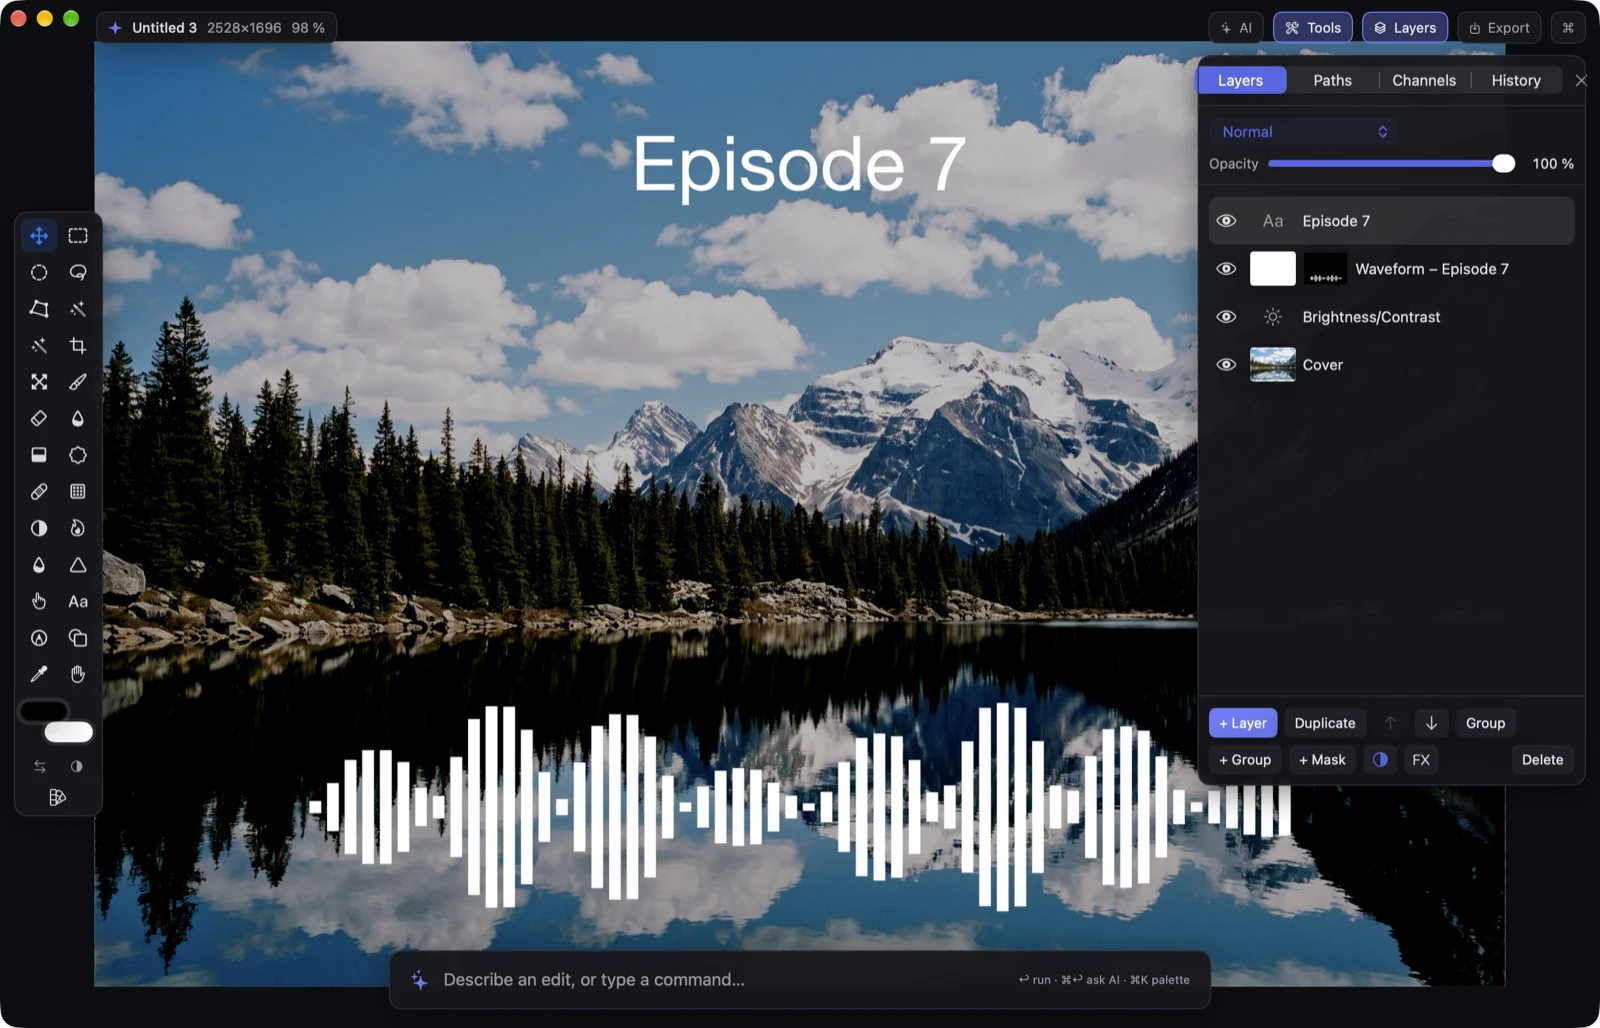 Untitled 3 2528×1696 98 %
AI Tools Layers Export ⌘
Layers Paths Channels History
Normal
Opacity 100 %
Episode 7
Aa Episode 7
Waveform – Episode 7
Brightness/Contrast
Cover
Aa
+ Layer Duplicate ↑ ↓ Group
+ Group + Mask FX Delete
Describe an edit, or type a command... ↩ run · ⌘↩ ask AI · ⌘K palette